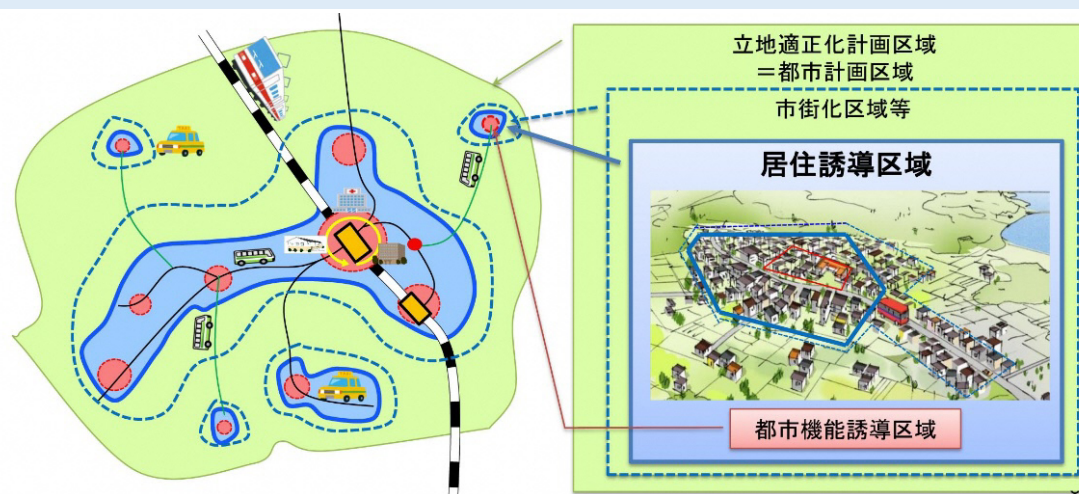 立地適正化計画区域
＝都市計画区域
市街化区域等
居住誘導区域
都市機能誘導区域